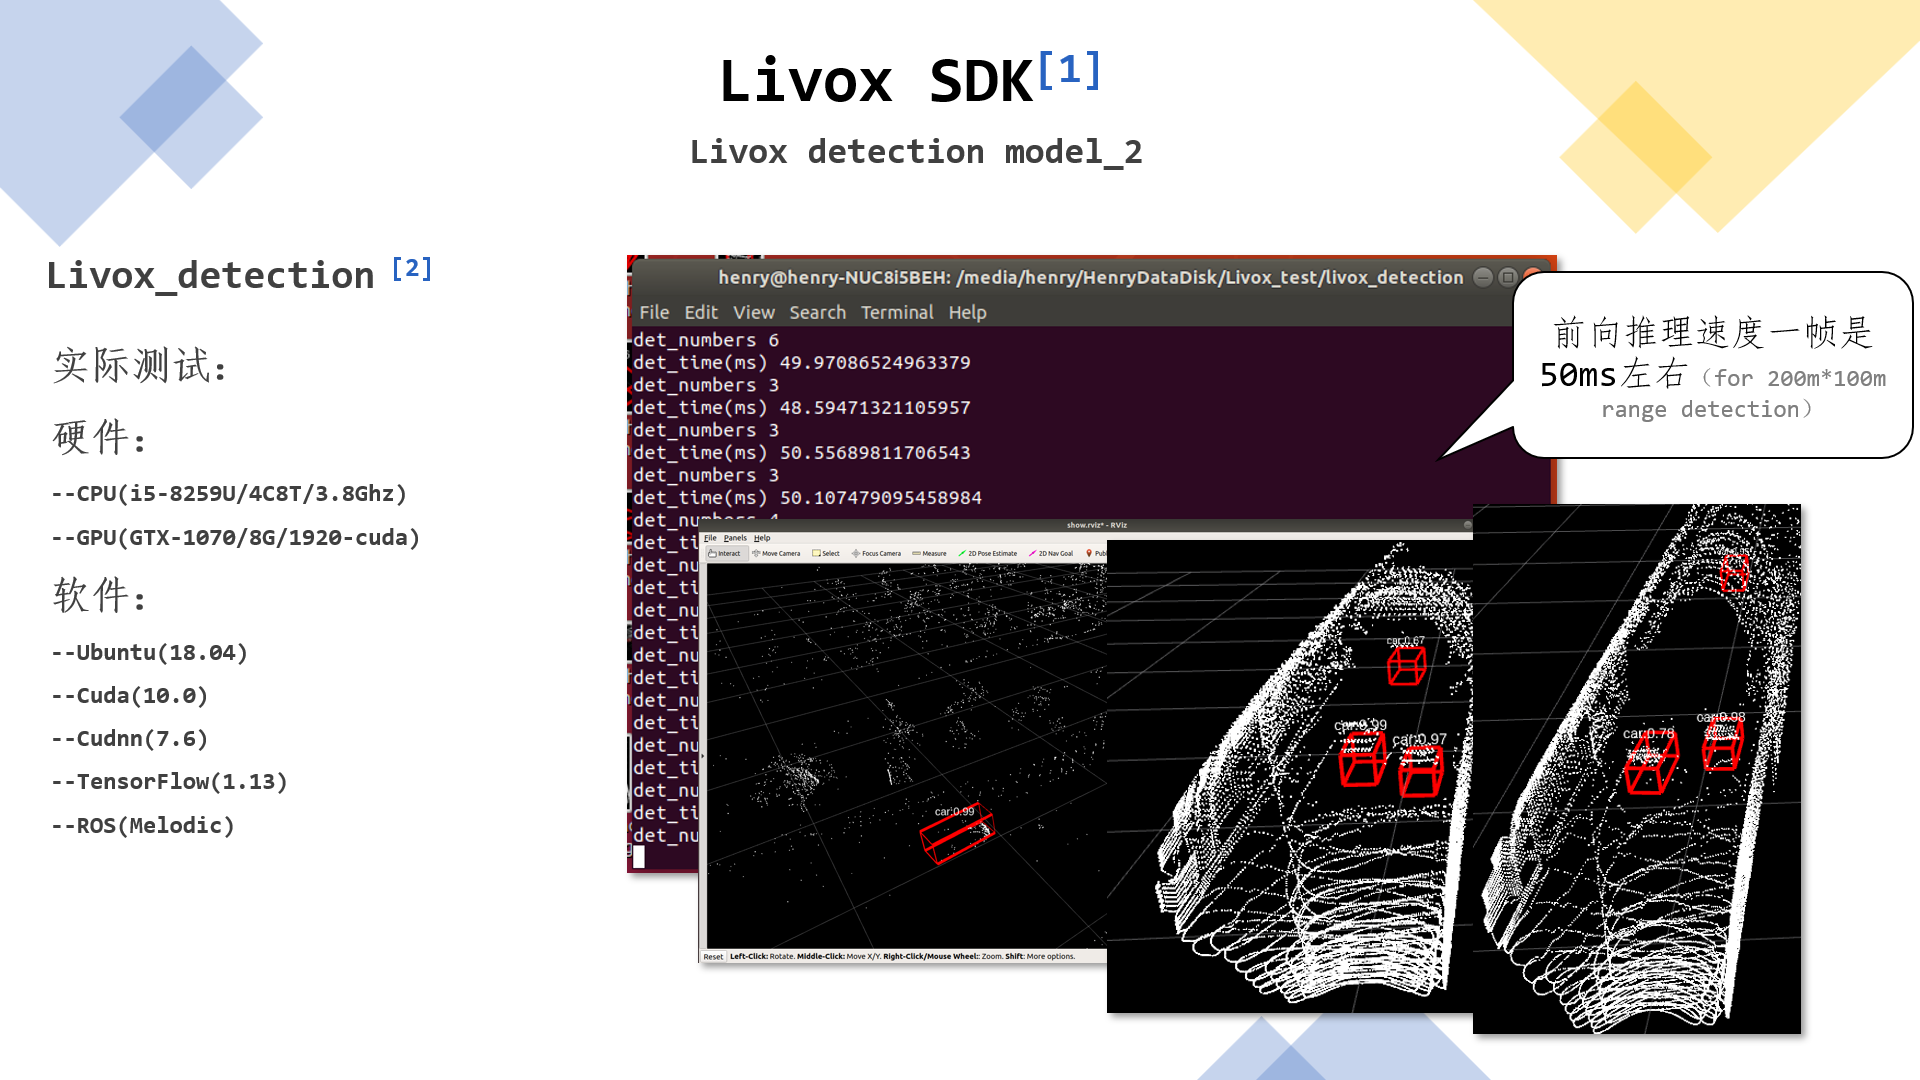 Livox SDK[1]
Livox detection model_2
Livox_detection [2]
实际测试：
硬件：
--CPU(i5-8259U/4C8T/3.8Ghz)
--GPU(GTX-1070/8G/1920-cuda)
软件：
--Ubuntu(18.04)
--Cuda(10.0)
--Cudnn(7.6)
--TensorFlow(1.13)
--ROS(Melodic)
henry@henry-NUC8i5BEH: /media/henry/HenryDataDisk/Livox_test/livox_detection
File Edit View Search Terminal Help
det_numbers 6
det_time(ms) 49.97086524963379
det_numbers 3
det_time(ms) 48.59471321105957
det_numbers 3
det_time(ms) 50.55689811706543
det_numbers 3
det_time(ms) 50.107479095458984
det_numbers 4
det_ti
det_nu
det_ti
det_nu
det_ti
det_nu
det_ti
det_nu
det_ti
det_nu
det_ti
det_nu
det_ti
det_nu
前向推理速度一帧是
50ms左右（for 200m*100m
range detection）
show.rviz* - RViz
File Panels Help
Interact Move Camera Select Focus Camera Measure 2D Pose Estimate 2D Nav Goal Publ
car:0.99
Reset Left-Click: Rotate. Middle-Click: Move X/Y. Right-Click/Mouse Wheel:: Zoom. Shift: More options.
car:0.67
car:0.99
car:0.97
car:0.78
car:0.98